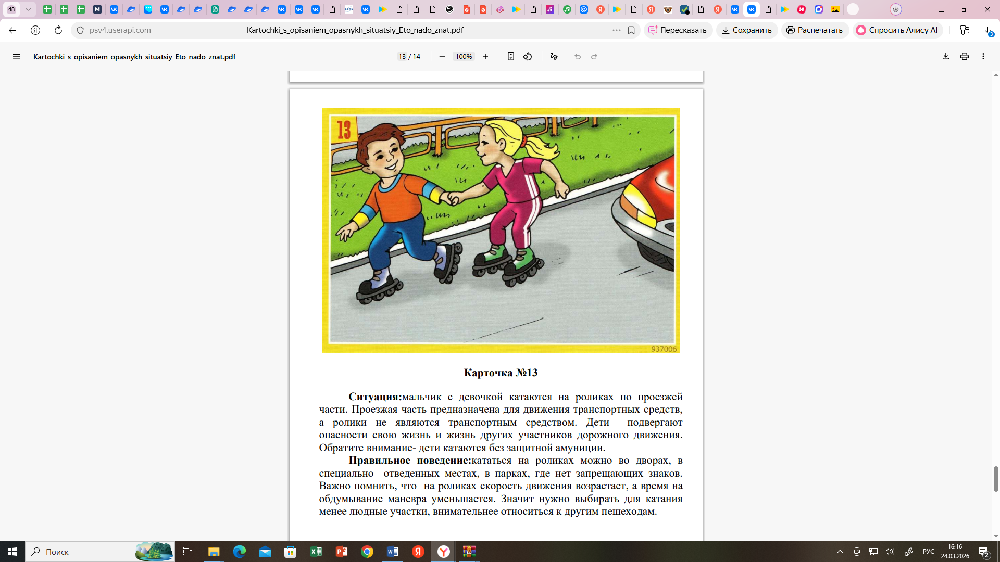 48
psv4.userapi.com
Kartochki_s_opisaniem_opasnykh_situatsiy_Eto_nado_znat.pdf
Пересказать
Сохранить
Распечатать
Спросить Алису AI
3
Kartochki_s_opisaniem_opasnykh_situatsiy_Eto_nado_znat.pdf
13 / 14
100%
13
937006
Карточка №13
Ситуация:мальчик с девочкой катаются на роликах по проезжей
части. Проезжая часть предназначена для движения транспортных средств,
а ролики не являются транспортным средством. Дети подвергают
опасности свою жизнь и жизнь других участников дорожного движения.
Обратите внимание- дети катаются без защитной амуниции.
Правильное поведение:кататься на роликах можно во дворах, в
специально отведенных местах, в парках, где нет запрещающих знаков.
Важно помнить, что на роликах скорость движения возрастает, а время на
обдумывание маневра уменьшается. Значит нужно выбирать для катания
менее людные участки, внимательнее относиться к другим пешеходам.
Поиск
РУС
16:16
24.03.2026
2